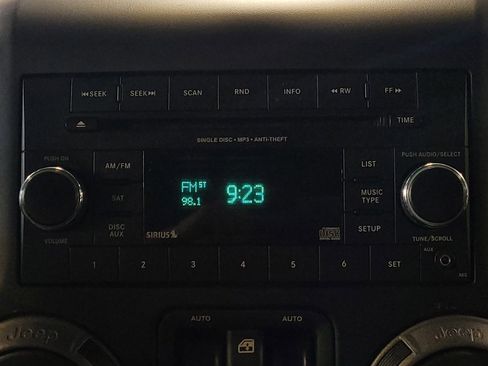 ⏮SEEK SEEK⏭ SCAN RND INFO ◀◀ RW FF ▶▶
TIME
SINGLE DISC • MP3 • ANTI-THEFT
PUSH ON
PUSH AUDIO/SELECT
AM/FM
LIST
SAT
FM ST
9:23
98.1
MUSIC
TYPE
DISC
AUX
SETUP
VOLUME
SIRIUS
TUNE/SCROLL
AUX
1 2 3 4 5 6 SET
AUTO AUTO
Jeep Jeep